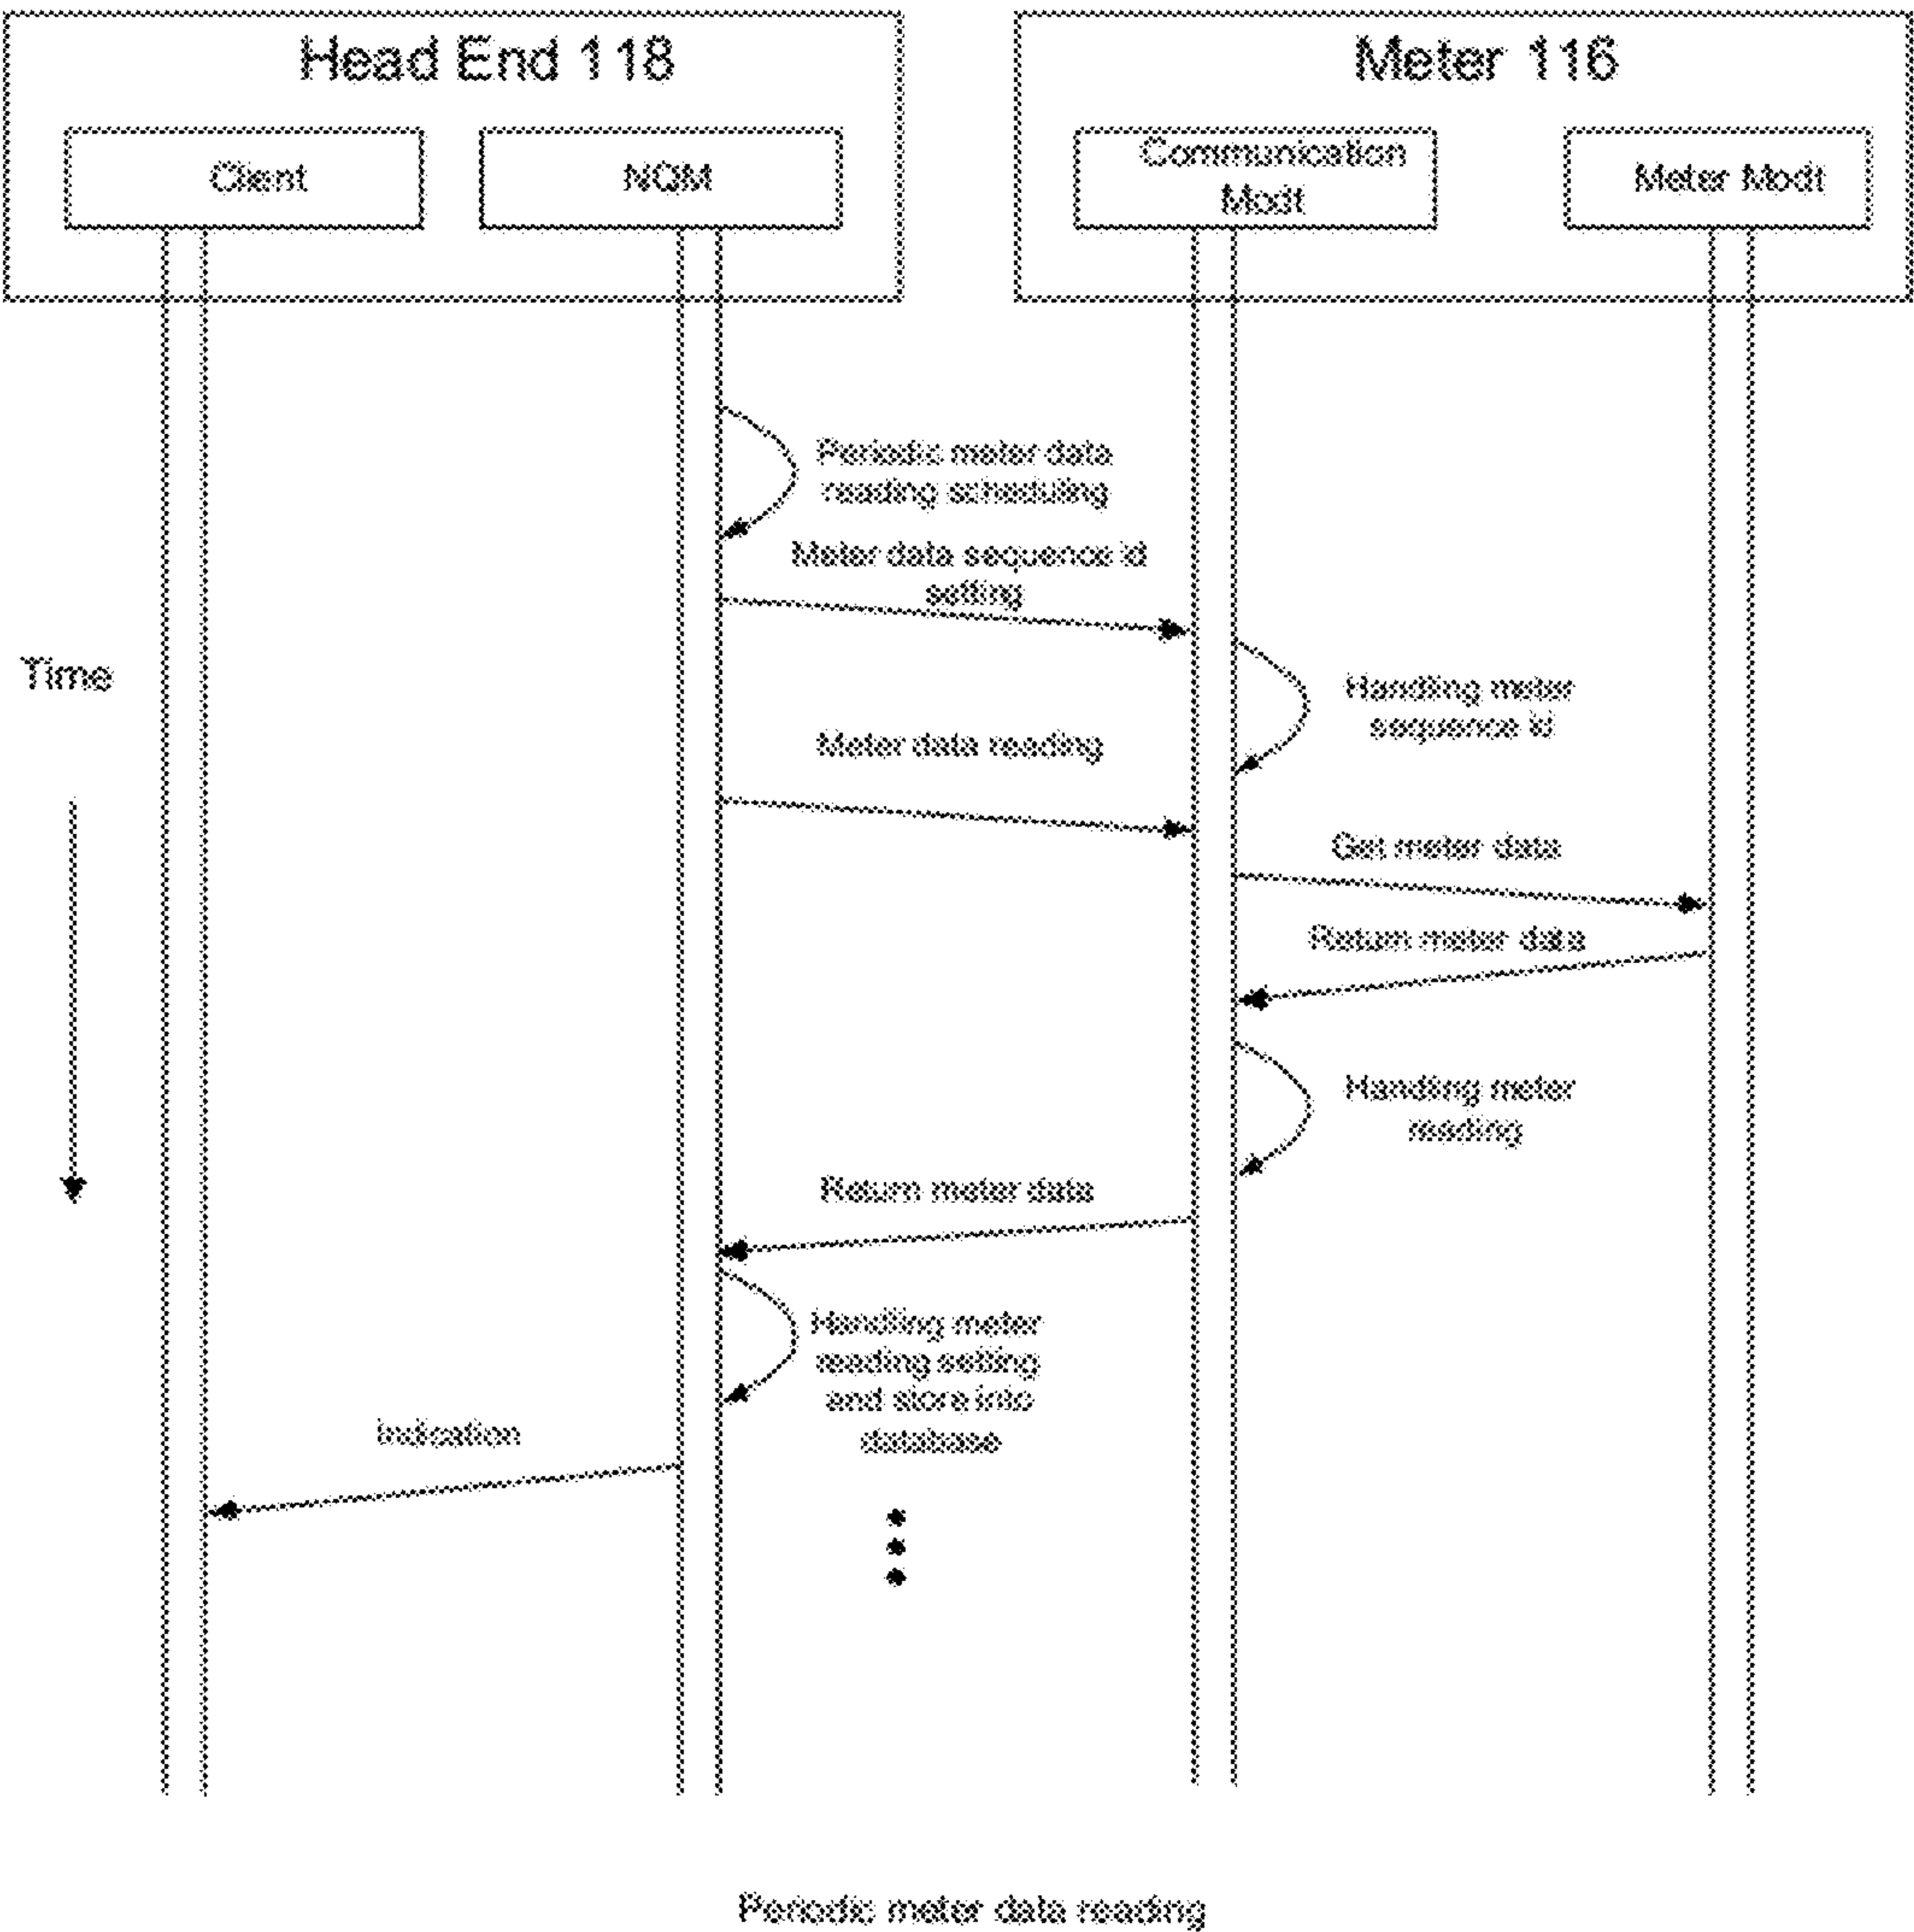 Head End 118
Meter 116
Client
NQM
Communication
Modt
Meter Modt
Periodic meter data
reading scheduling
Meter data sequence id
setting
Time
Handling meter
sequence id
Meter data reading
Get meter data
Return meter data
Handling meter
reading
Return meter data
Handling meter
reading setting
and store into
database
Indication
Periodic meter data reading